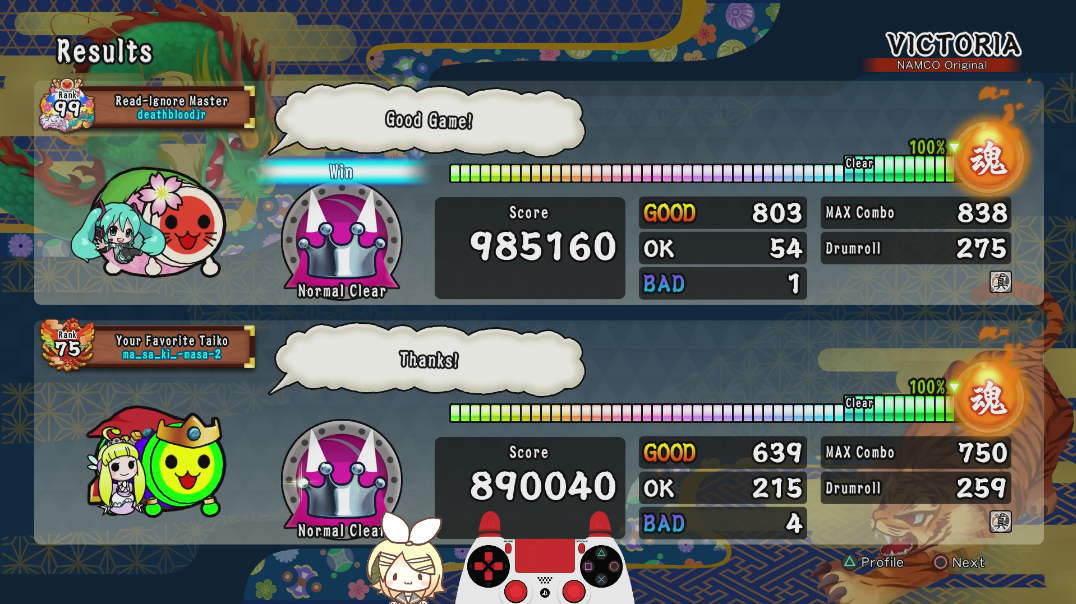 Results
VICTORIA
NAMCO Original
Rank
99
Read-Ignore Master
deathbloodjr
Good Game!
Win
100%
Clear
魂
Normal Clear
Score
985160
GOOD 803
OK 54
BAD 1
MAX Combo 838
Drumroll 275
真
Rank
75
Your Favorite Taiko
ma_sa_ki_-masa-2
Thanks!
100%
Clear
魂
Normal Clear
Score
890040
GOOD 639
OK 215
BAD 4
MAX Combo 750
Drumroll 259
真
Profile
Next